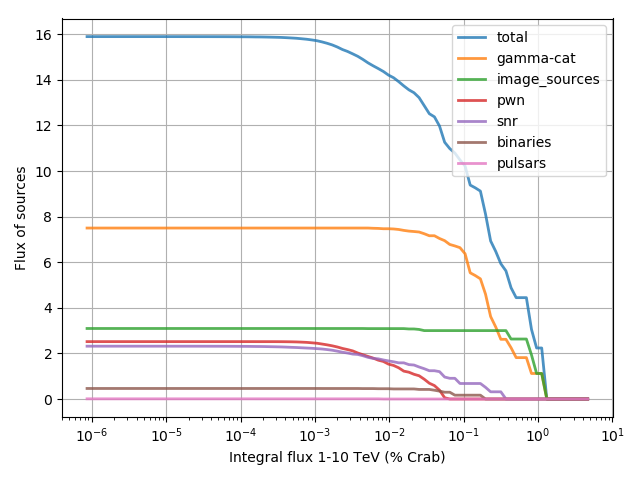 16
14
12
10
8
6
4
2
0
Flux of sources
total
gamma-cat
image_sources
pwn
snr
binaries
pulsars
10⁻⁶ 10⁻⁵ 10⁻⁴ 10⁻³ 10⁻² 10⁻¹ 10⁰ 10¹
Integral flux 1-10 TeV (% Crab)